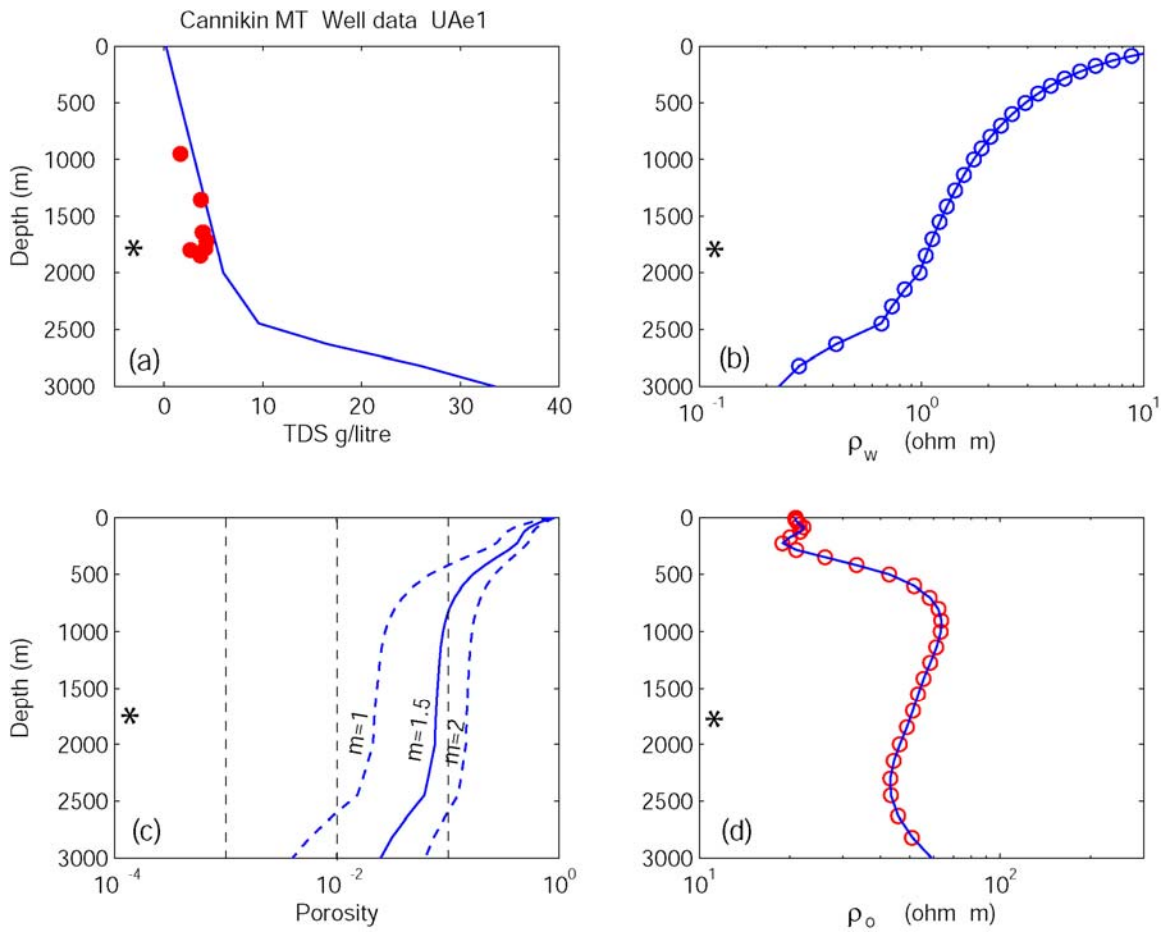 Cannikin MT Well data UAe1
0
500
1000
1500
2000
2500
3000
Depth (m)
*
(a)
0 10 20 30 40
TDS g/litre
0
500
1000
1500
2000
2500
3000
*
(b)
10^-1 10^0 10^1
ρw (ohm m)
0
500
1000
1500
2000
2500
3000
Depth (m)
*
m=1
m=1.5
m=2
(c)
10^-4 10^-2 10^0
Porosity
0
500
1000
1500
2000
2500
3000
*
(d)
10^1 10^2
ρo (ohm m)